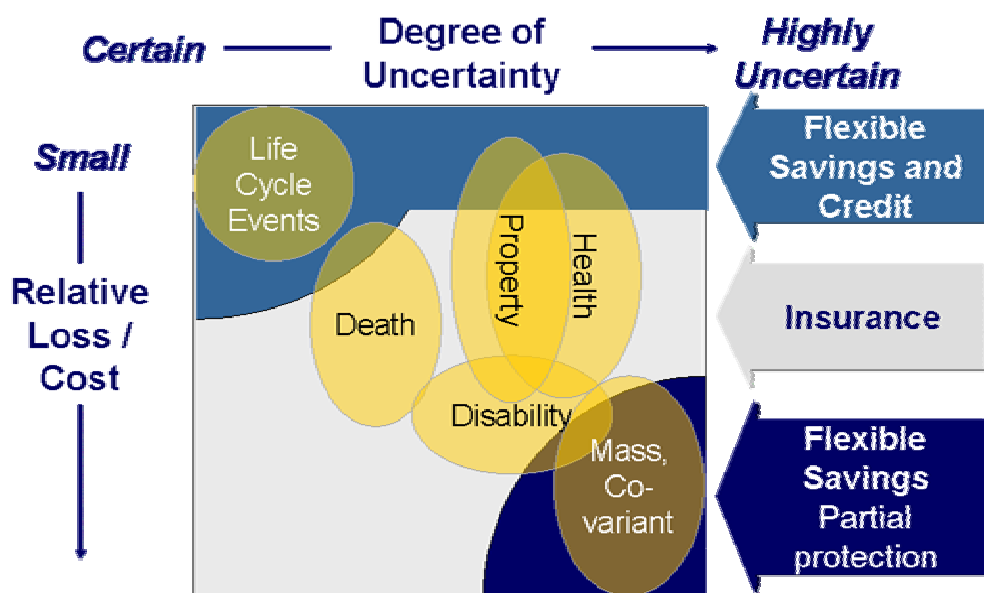 Certain
Degree of
Uncertainty
Highly
Uncertain
Small
Relative
Loss /
Cost
Life
Cycle
Events
Death
Property
Health
Disability
Mass,
Co-
variant
Flexible
Savings and
Credit
Insurance
Flexible
Savings
Partial
protection